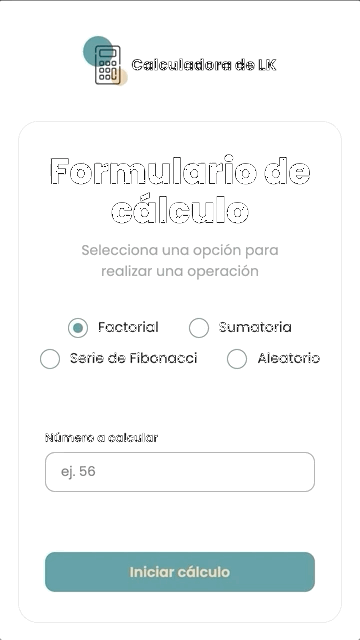 Calculadora de LK
Formulario de
cálculo
Selecciona una opción para
realizar una operación
Factorial Sumatoria
Serie de Fibonacci Aleatorio
Número a calcular
ej. 56
Iniciar cálculo